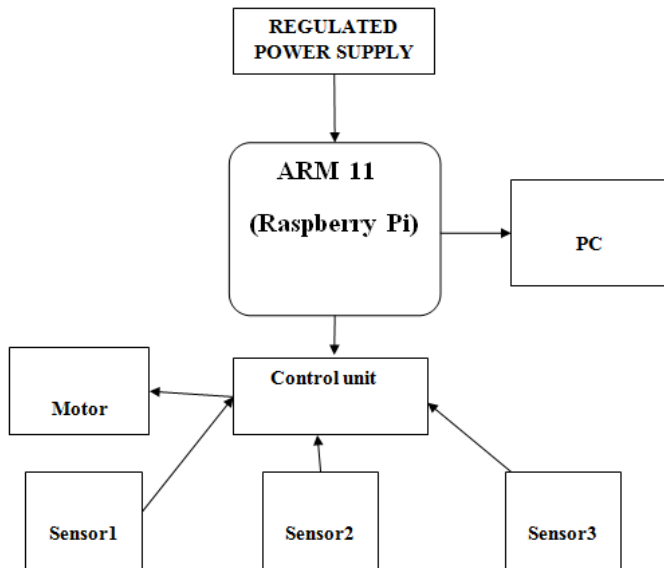 REGULATED
POWER SUPPLY
ARM 11
(Raspberry Pi)
PC
Control unit
Motor
Sensor1
Sensor2
Sensor3